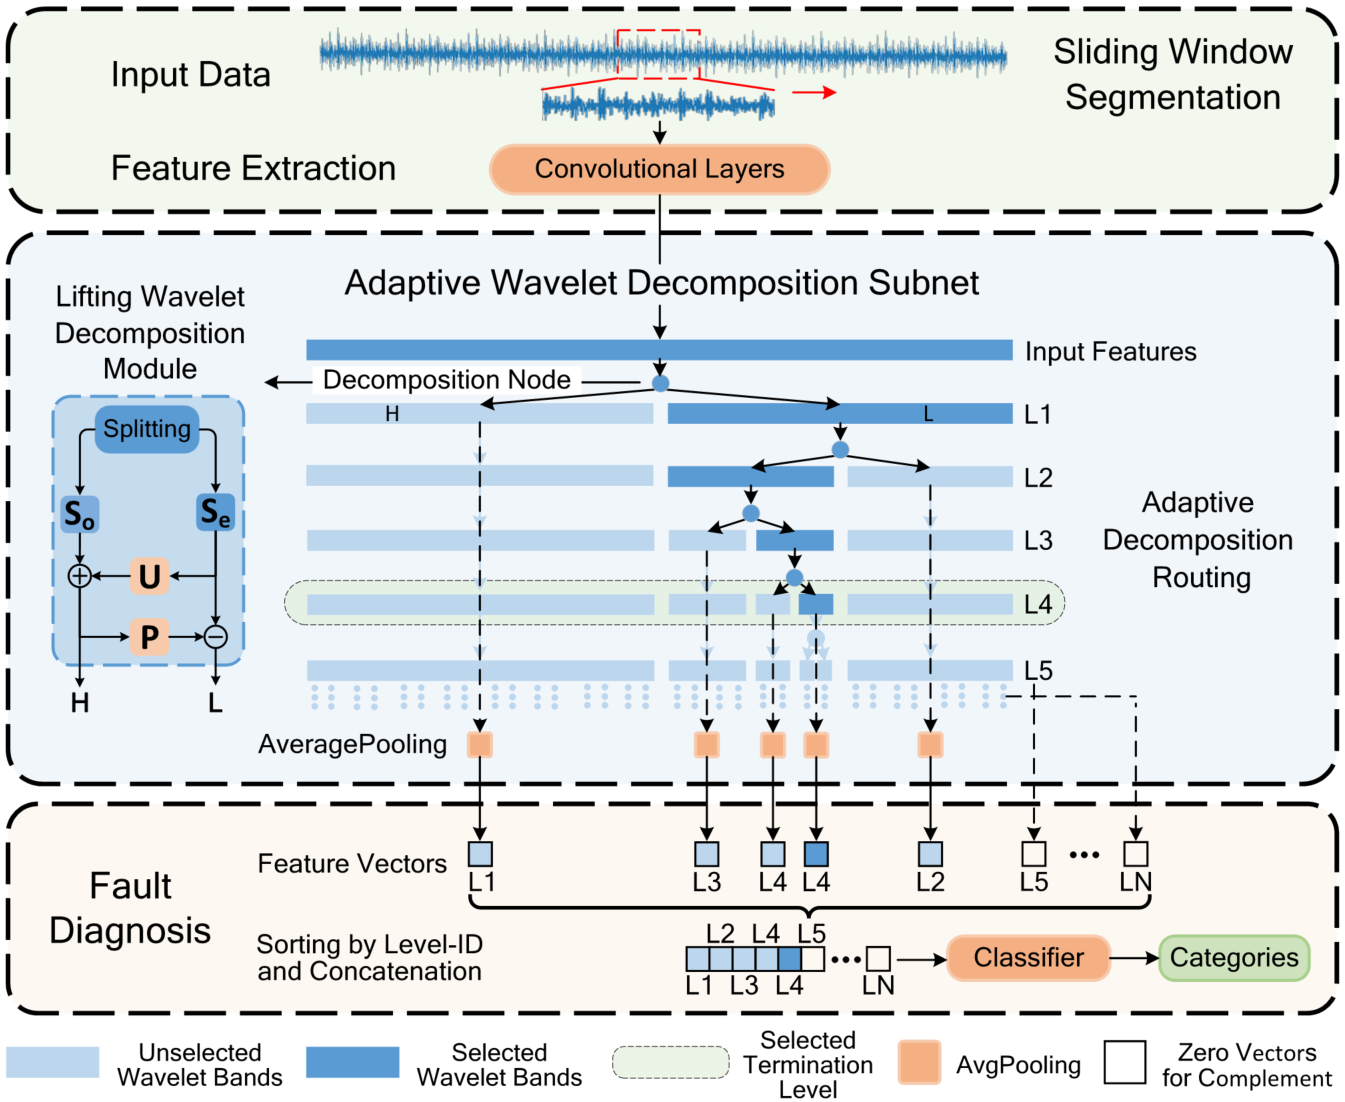 Input Data
Sliding Window
Segmentation
Feature Extraction
Convolutional Layers
Adaptive Wavelet Decomposition Subnet
Lifting Wavelet
Decomposition
Module
Input Features
Decomposition Node
H
L
L1
Splitting
L2
So
Se
Adaptive
Decomposition
Routing
L3
U
L4
P
L5
H
L
AveragePooling
Fault
Diagnosis
Feature Vectors
L1
L3
L4
L4
L2
L5
LN
Sorting by Level-ID
and Concatenation
L2
L4
L5
L1
L3
L4
LN
Classifier
Categories
Unselected
Wavelet Bands
Selected
Wavelet Bands
Selected
Termination
Level
AvgPooling
Zero Vectors
for Complement